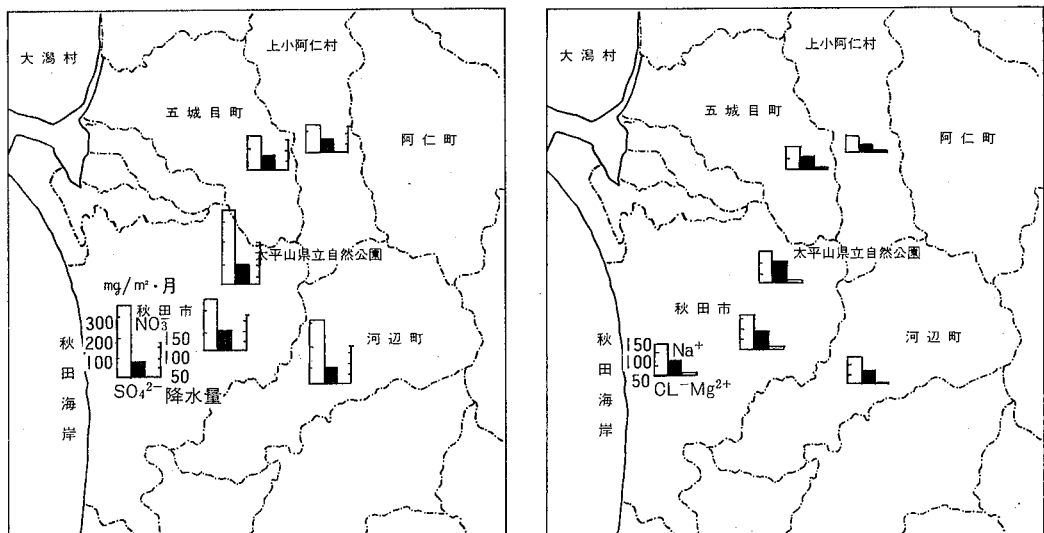 大潟村
上小阿仁村
五城目町
阿仁町
太平山県立自然公園
mg/m²・月
秋田市
300
200
100
NO₃⁻
150
100
50
SO₄²⁻
降水量
河辺町
秋田海岸
大潟村
上小阿仁村
五城目町
阿仁町
太平山県立自然公園
秋田市
河辺町
150
100
50
Na⁺
CL⁻Mg²⁺
秋田海岸